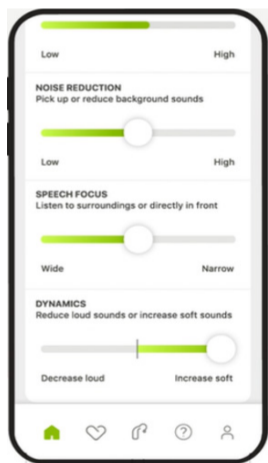 Low High
NOISE REDUCTION
Pick up or reduce background sounds
Low High
SPEECH FOCUS
Listen to surroundings or directly in front
Wide Narrow
DYNAMICS
Reduce loud sounds or increase soft sounds
Decrease loud Increase soft
?